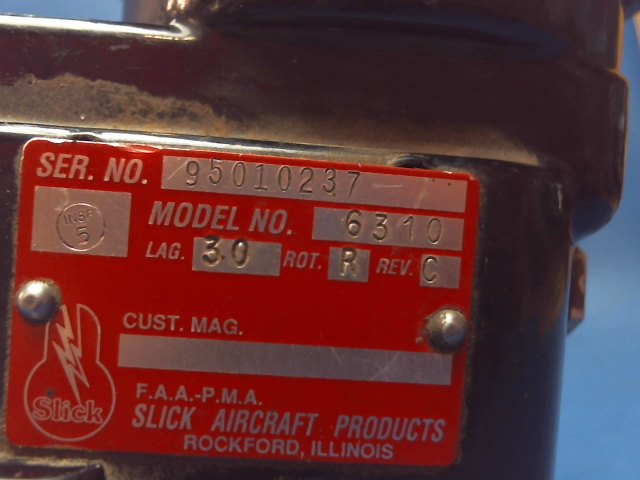 SER. NO. 95010237
INSP 5
MODEL NO. 6310
LAG. 30 ROT. R REV. C
CUST. MAG.
Slick
F.A.A.-P.M.A.
SLICK AIRCRAFT PRODUCTS
ROCKFORD, ILLINOIS